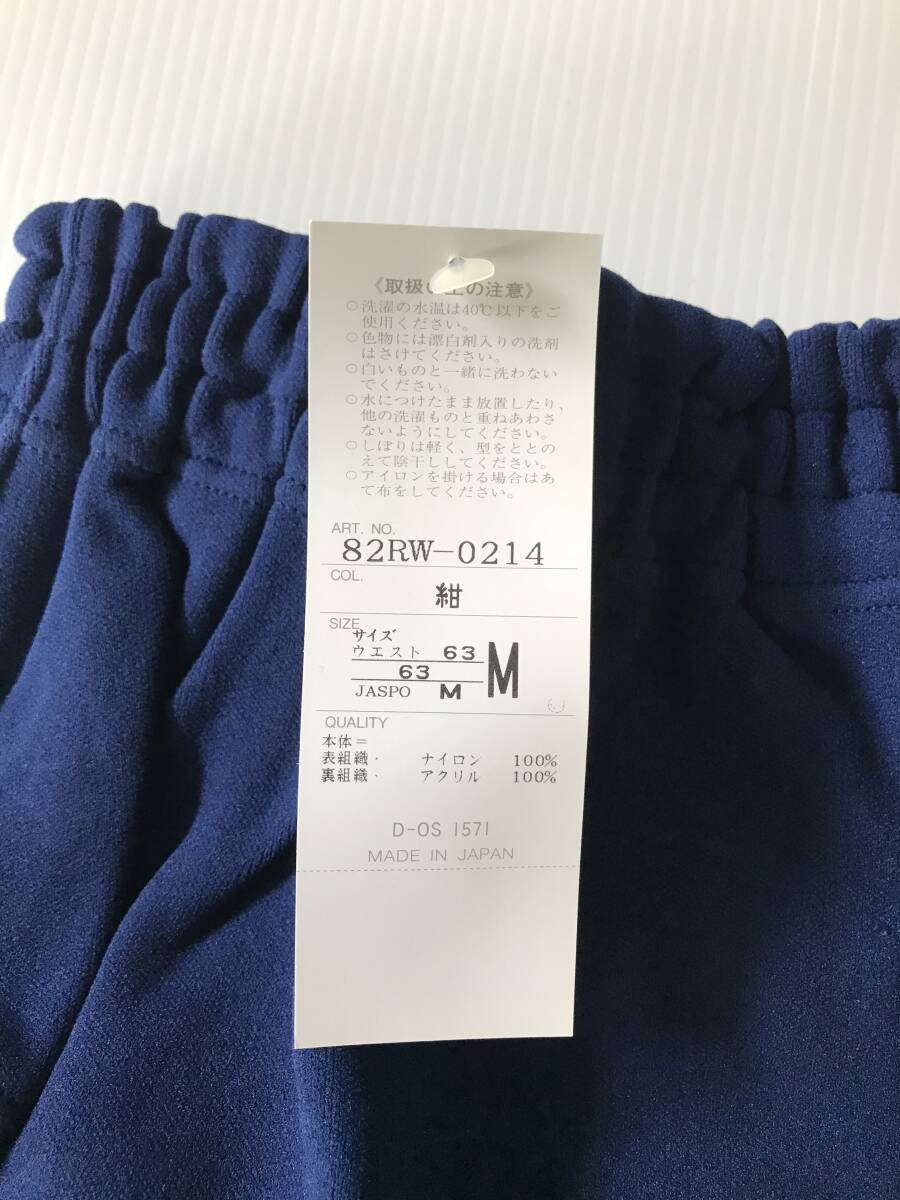 《取扱い上の注意》
○洗濯の水温は40℃以下をご
使用ください。
○色物には漂白剤入りの洗剤
はさけてください。
○白いものと一緒に洗わない
でください。
○水につけたまま放置したり、
他の洗濯ものと重ねあわさ
ないようにしてください。
○しぼりは軽く、型をととの
えて陰干ししてください。
○アイロンを掛ける場合はあ
て布をしてください。
ART. NO.
82RW-0214
COL.
紺
SIZE
サイズ
ウエスト 63
63
JASPO M
M
QUALITY
本体=
表組織・ ナイロン 100%
裏組織・ アクリル 100%
D-OS 1571
MADE IN JAPAN